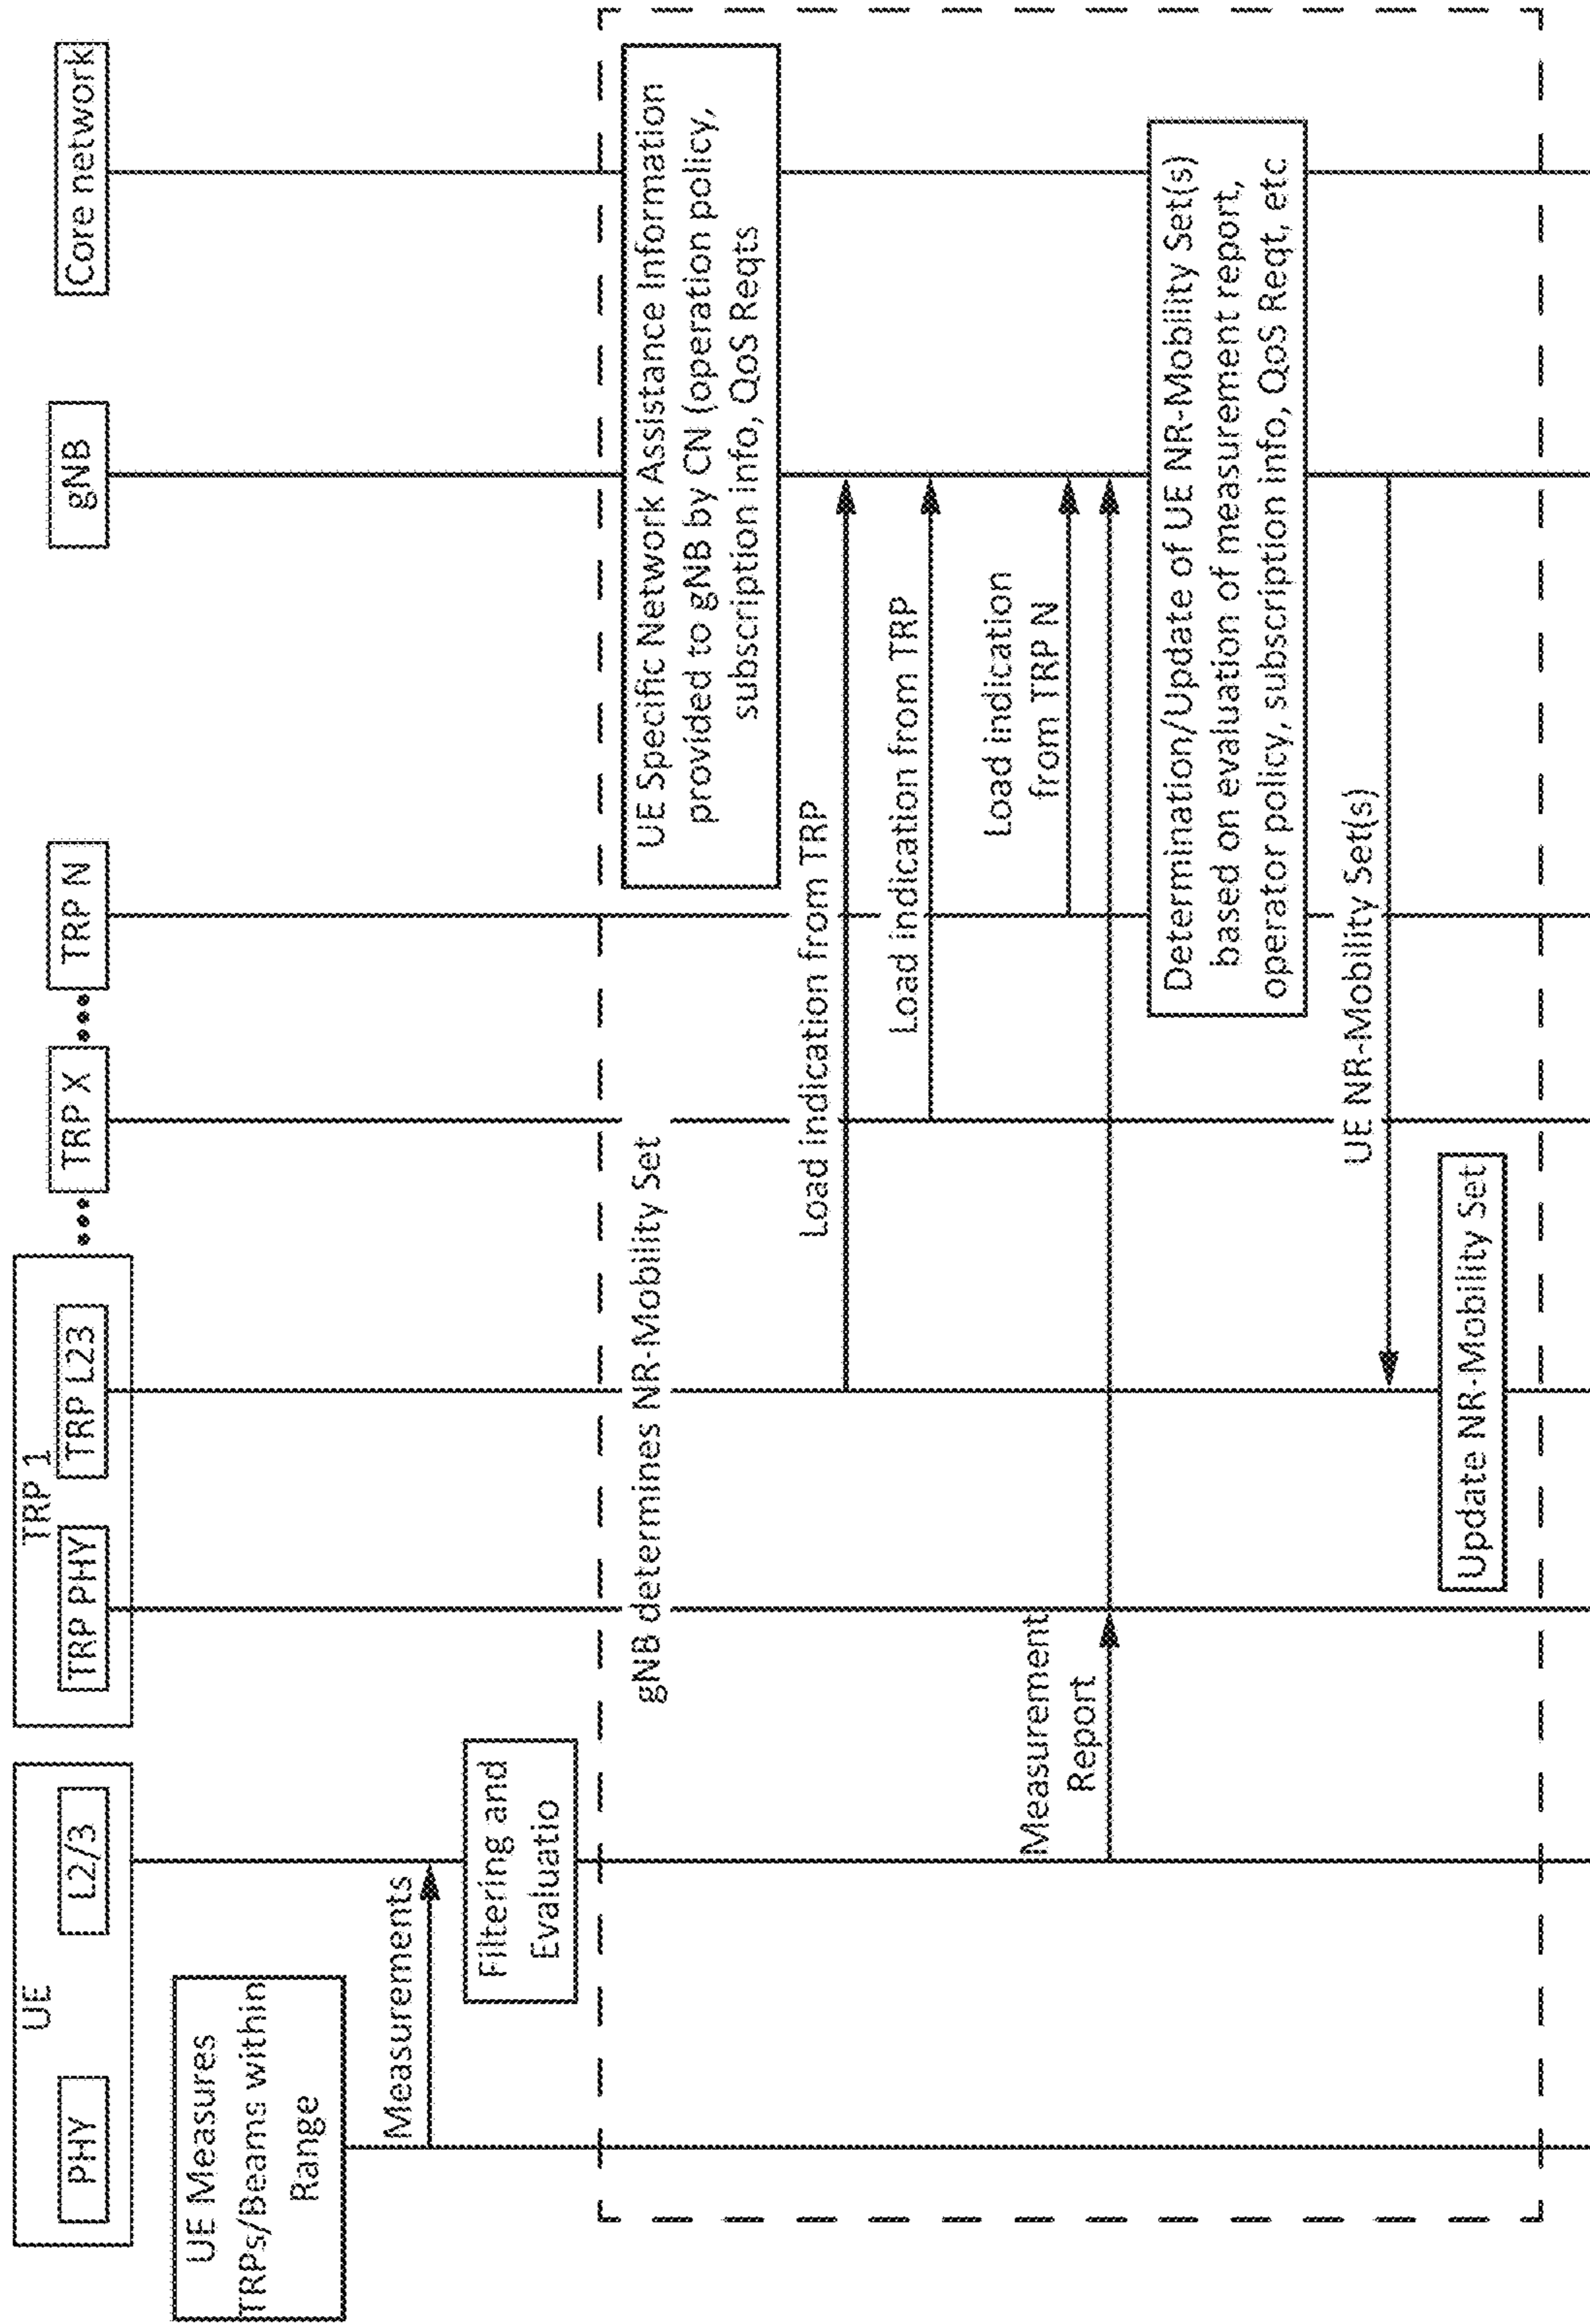 UE
PHY
L2/3
TRP 1
TRP PHY
TRP L23
TRP X
TRP N
gNB
Core network
UE Measures
TRPs/Beams within
Range
Measurements
Filtering and
Evaluatio
gNB determines NR-Mobility Set
UE Specific Network Assistance Information
provided to gNB by CN (operation policy,
subscription info, QoS Reqts
Load indication from TRP
Load indication from TRP
Load indication
from TRP N
Measurement
Report
Determination/Update of UE NR-Mobility Set(s)
based on evaluation of measurement report,
operator policy, subscription info, QoS Reqt, etc
UE NR-Mobility Set(s)
Update NR-Mobility Set